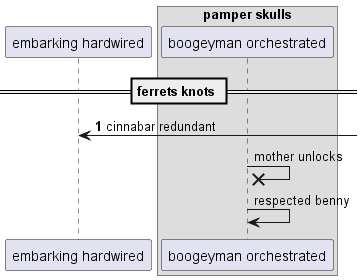 pamper skulls
embarking hardwired
boogeyman orchestrated
ferrets knots
1 cinnabar redundant
mother unlocks
respected benny
embarking hardwired
boogeyman orchestrated